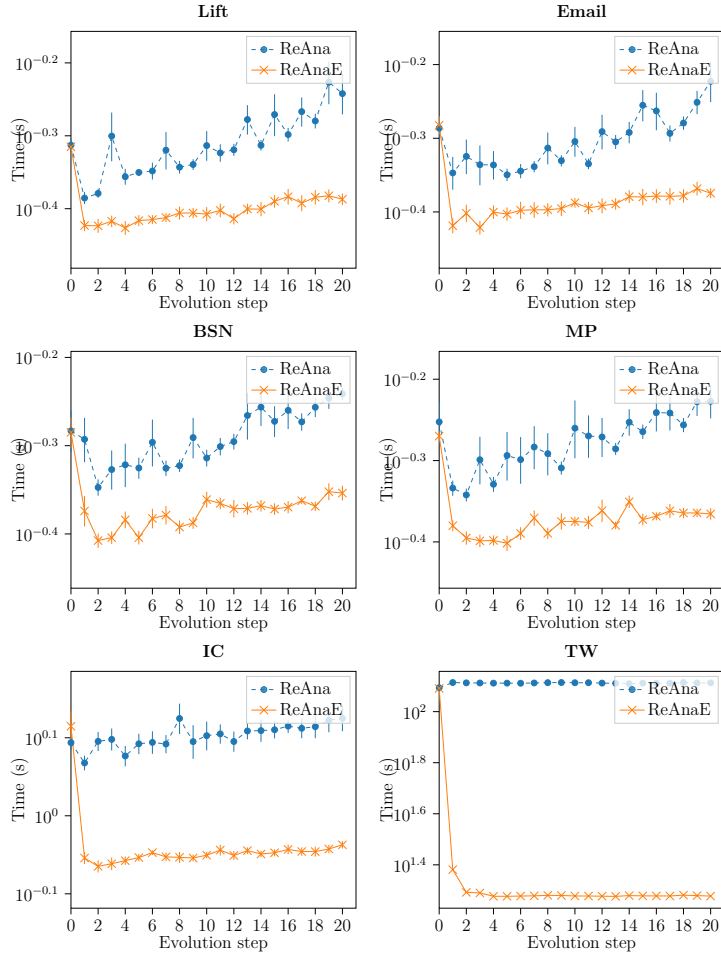 Lift
Time (s)
10^−0.2
10^−0.3
10^−0.4
ReAna
ReAnaE
0 2 4 6 8 10 12 14 16 18 20
Evolution step
Email
Time (s)
10^−0.2
10^−0.3
10^−0.4
ReAna
ReAnaE
0 2 4 6 8 10 12 14 16 18 20
Evolution step
BSN
Time (s)
10^−0.2
10^−0.3
10^−0.4
ReAna
ReAnaE
0 2 4 6 8 10 12 14 16 18 20
Evolution step
MP
Time (s)
10^−0.2
10^−0.3
10^−0.4
ReAna
ReAnaE
0 2 4 6 8 10 12 14 16 18 20
Evolution step
IC
Time (s)
10^0.1
10^0
10^−0.1
ReAna
ReAnaE
0 2 4 6 8 10 12 14 16 18 20
Evolution step
TW
Time (s)
10^2
10^1.8
10^1.6
10^1.4
ReAna
ReAnaE
0 2 4 6 8 10 12 14 16 18 20
Evolution step